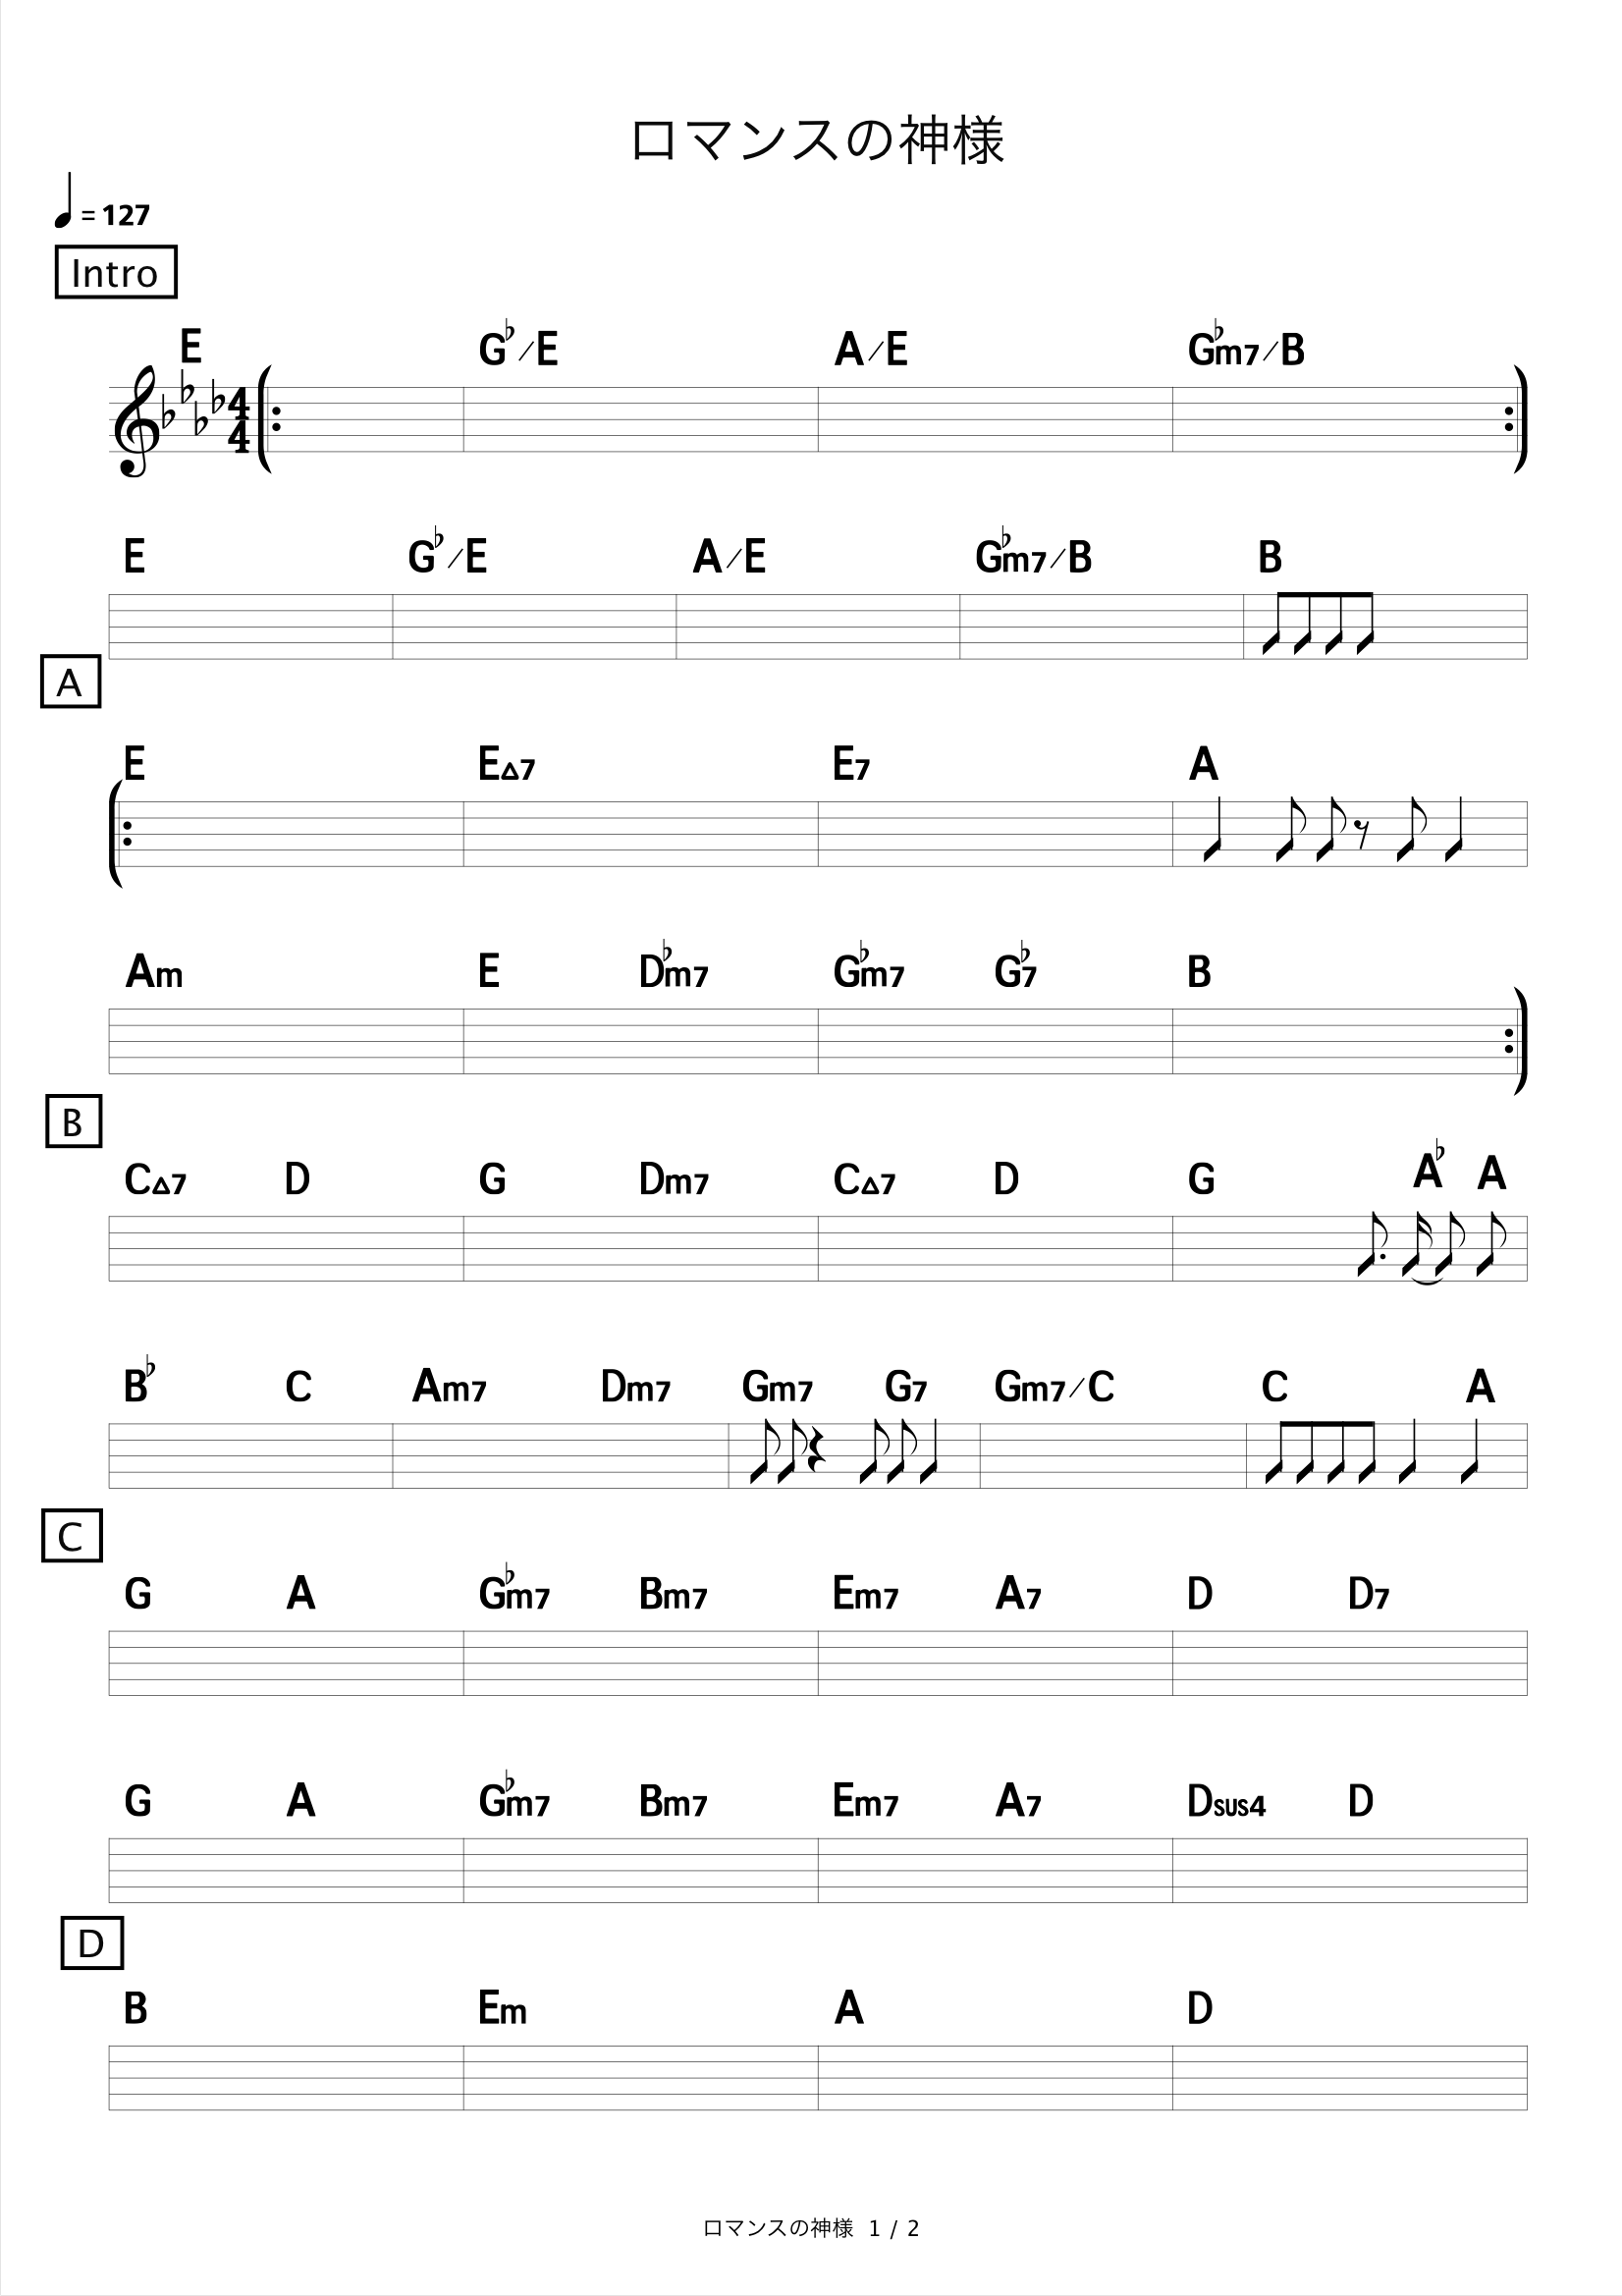 ロマンスの神様
= 127
Intro
E G♭/E A/E G♭m7/B
4
4
E G♭/E A/E G♭m7/B B
A
E E△7 E7 A
Am E D♭m7 G♭m7 G♭7 B
B
C△7 D G Dm7 C△7 D G A♭ A
B♭ C Am7 Dm7 Gm7 G7 Gm7/C C A
C
G A G♭m7 Bm7 Em7 A7 D D7
G A G♭m7 Bm7 Em7 A7 Dsus4 D
D
B Em A D
ロマンスの神様 1 / 2